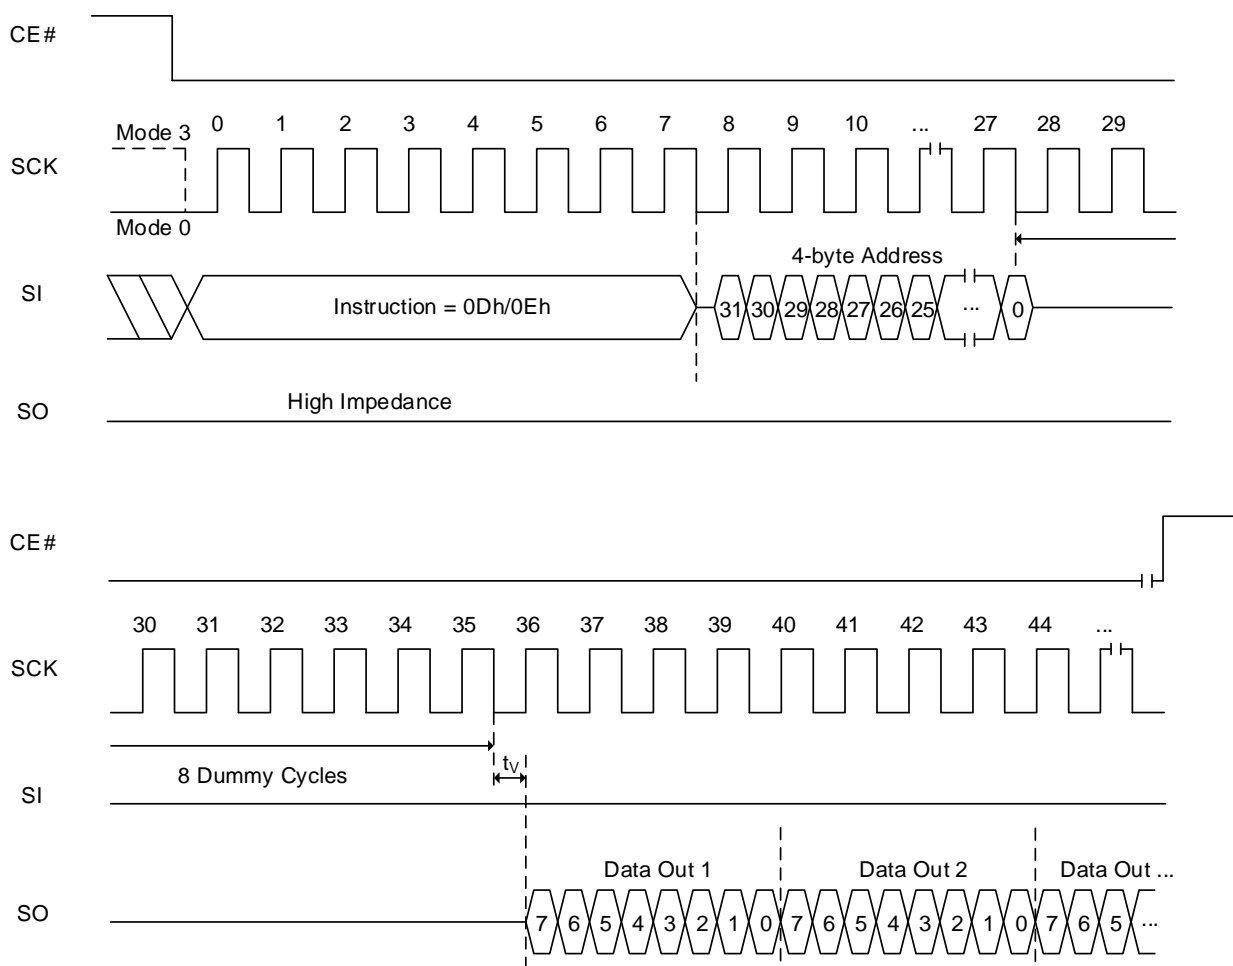 CE#
Mode 3 0 1 2 3 4 5 6 7 8 9 10 ... 27 28 29
SCK
Mode 0
4-byte Address
SI Instruction = 0Dh/0Eh 31 30 29 28 27 26 25 ... 0
High Impedance
SO
CE#
30 31 32 33 34 35 36 37 38 39 40 41 42 43 44 ...
SCK
tV
8 Dummy Cycles
SI
Data Out 1 Data Out 2 Data Out ...
SO 7 6 5 4 3 2 1 0 7 6 5 4 3 2 1 0 7 6 5 ...